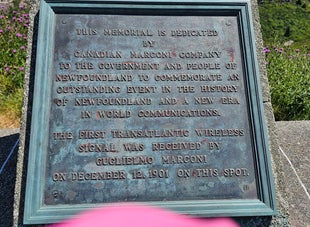 THIS MEMORIAL IS DEDICATED
BY
CANADIAN MARCONI COMPANY
TO THE GOVERNMENT AND PEOPLE OF
NEWFOUNDLAND TO COMMEMORATE AN
OUTSTANDING EVENT IN THE HISTORY
OF NEWFOUNDLAND AND A NEW ERA
IN WORLD COMMUNICATIONS.
THE FIRST TRANSATLANTIC WIRELESS
SIGNAL WAS RECEIVED BY
GUGLIELMO MARCONI
ON DECEMBER 12, 1901 ON THIS SPOT.